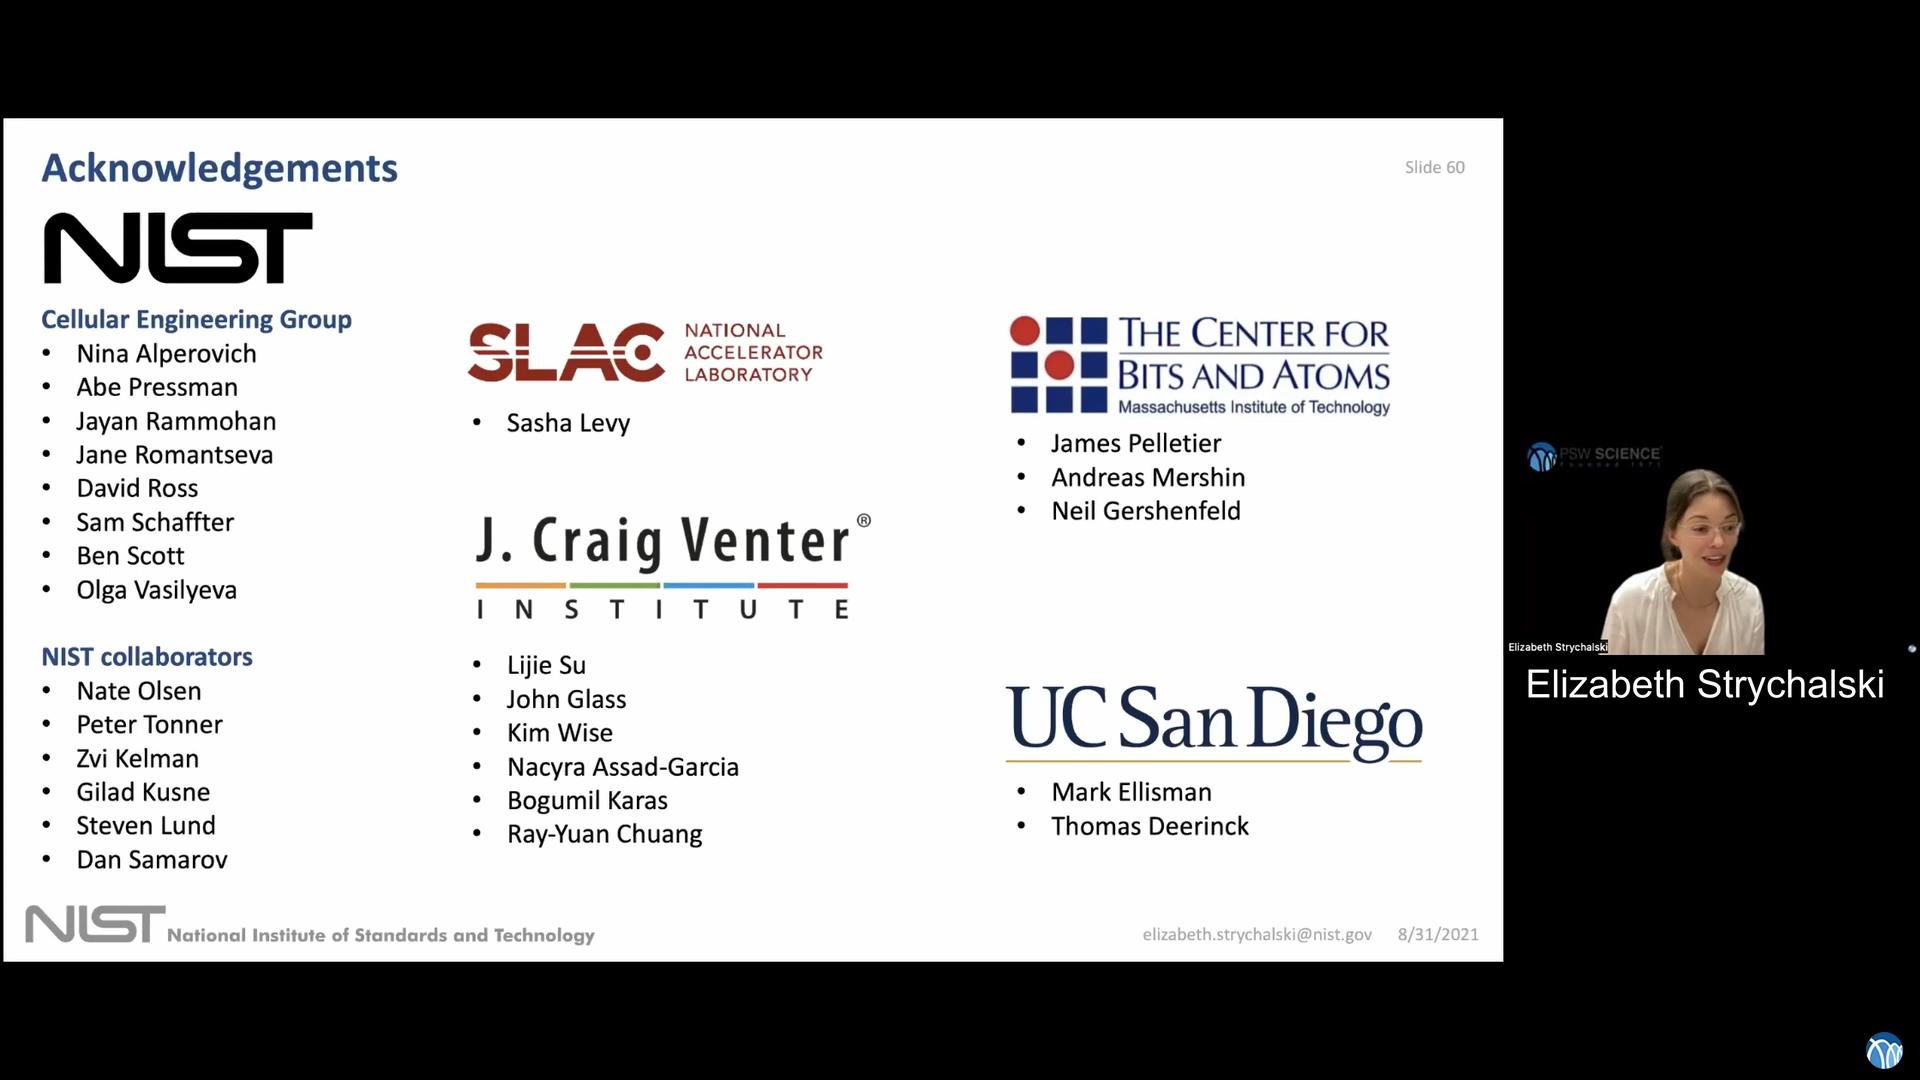 Acknowledgements
Slide 60
NIST
Cellular Engineering Group
• Nina Alperovich
• Abe Pressman
• Jayan Rammohan
• Jane Romantseva
• David Ross
• Sam Schaffter
• Ben Scott
• Olga Vasilyeva
NIST collaborators
• Nate Olsen
• Peter Tonner
• Zvi Kelman
• Gilad Kusne
• Steven Lund
• Dan Samarov
SLAC NATIONAL
ACCELERATOR
LABORATORY
• Sasha Levy
J. Craig Venter®
INSTITUTE
• Lijie Su
• John Glass
• Kim Wise
• Nacyra Assad-Garcia
• Bogumil Karas
• Ray-Yuan Chuang
THE CENTER FOR
BITS AND ATOMS
Massachusetts Institute of Technology
• James Pelletier
• Andreas Mershin
• Neil Gershenfeld
UC San Diego
• Mark Ellisman
• Thomas Deerinck
NIST National Institute of Standards and Technology
elizabeth.strychalski@nist.gov 8/31/2021
PSW SCIENCE
Founded 1871
Elizabeth Strychalski
Elizabeth Strychalski